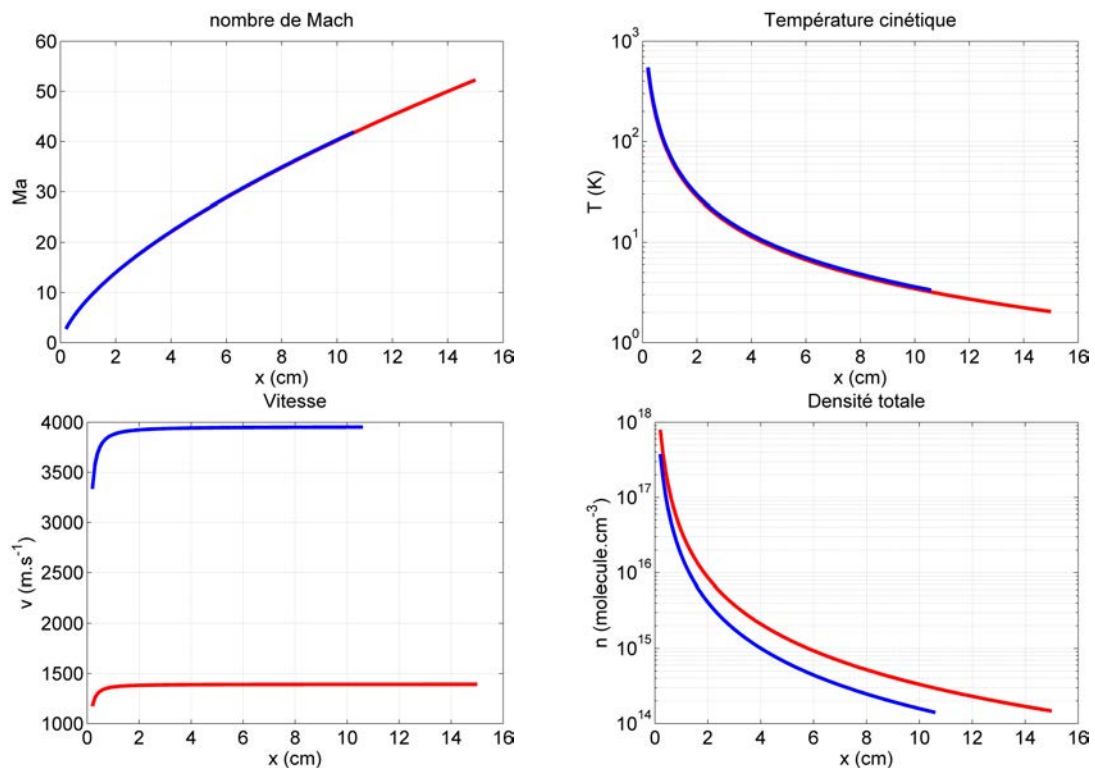 nombre de Mach
60
50
40
30
20
10
0
Ma
0 2 4 6 8 10 12 14 16
x (cm)
Température cinétique
10³
10²
10¹
10⁰
T (K)
0 2 4 6 8 10 12 14 16
x (cm)
Vitesse
4000
3500
3000
2500
2000
1500
1000
v (m.s⁻¹)
0 2 4 6 8 10 12 14 16
x (cm)
Densité totale
10¹⁸
10¹⁷
10¹⁶
10¹⁵
10¹⁴
n (molecule.cm⁻³)
0 2 4 6 8 10 12 14 16
x (cm)